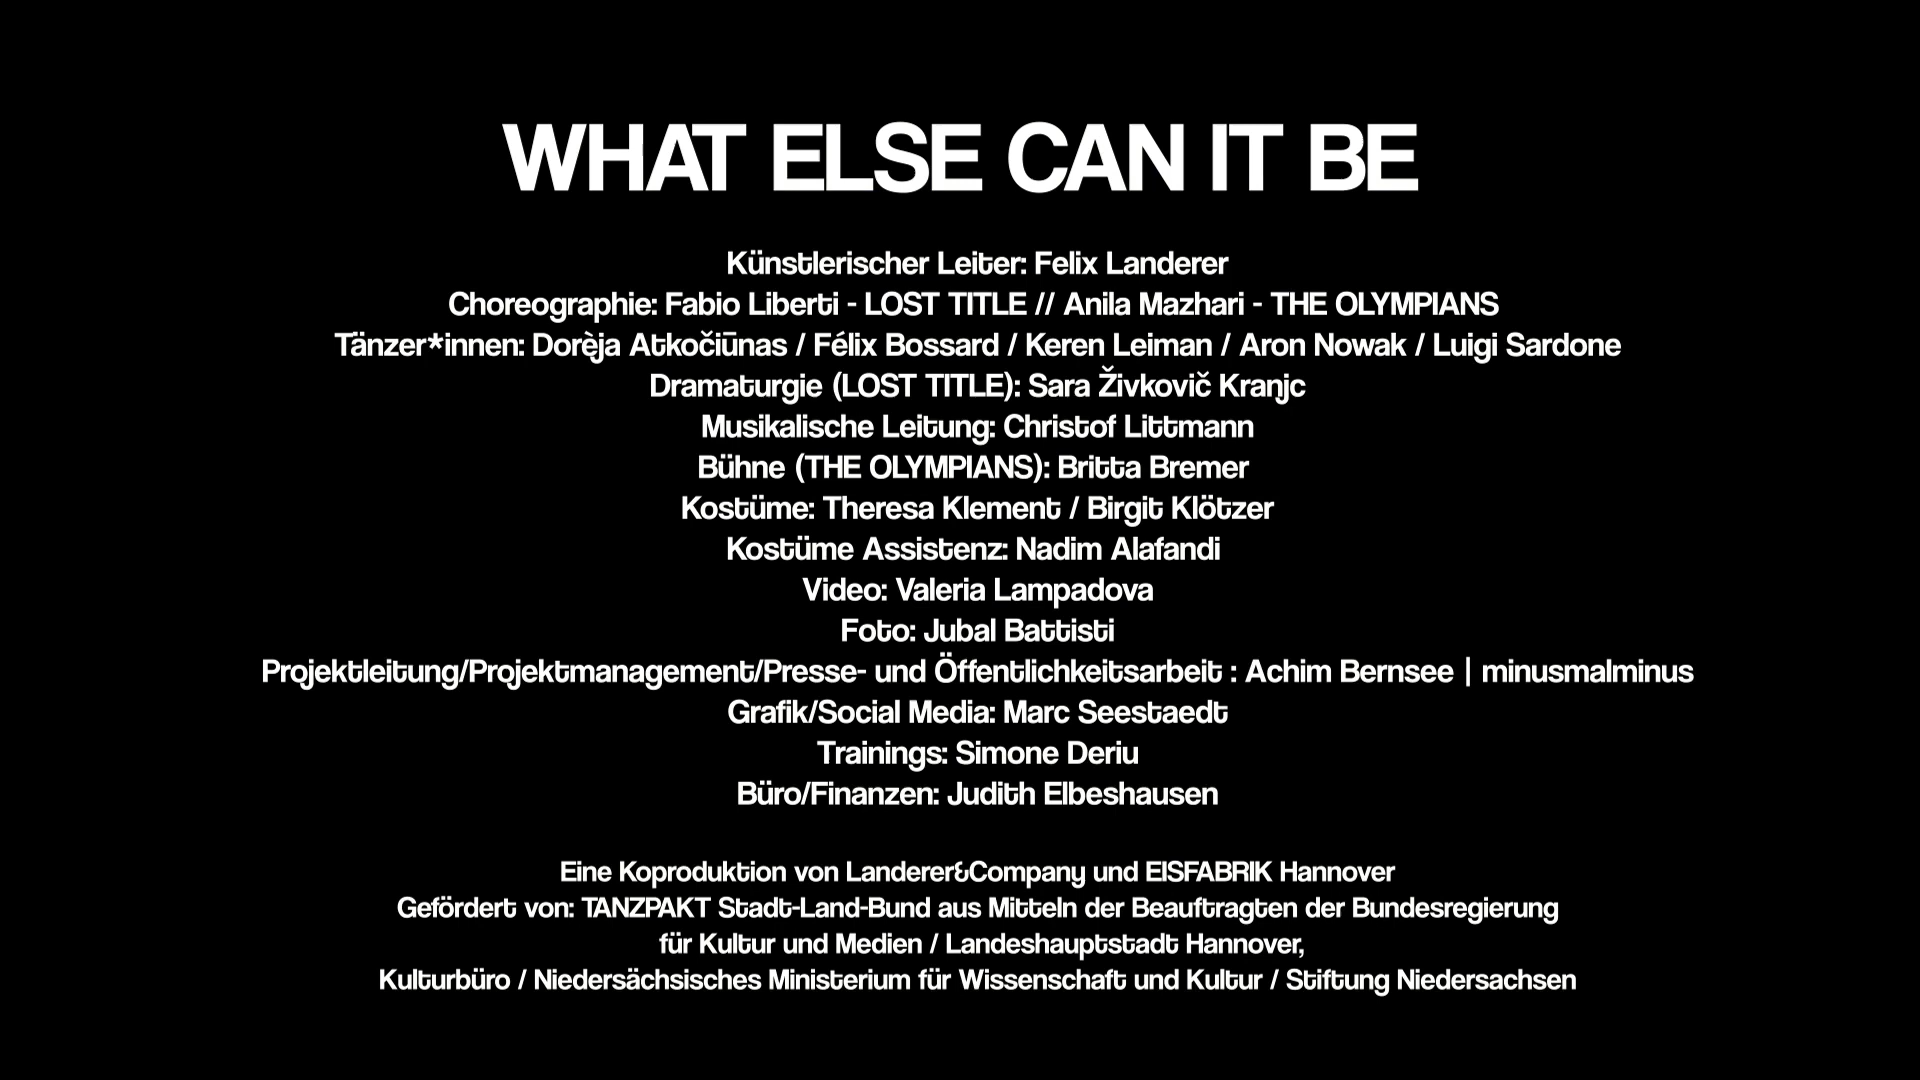 WHAT ELSE CAN IT BE
Künstlerischer Leiter: Felix Landerer
Choreographie: Fabio Liberti - LOST TITLE // Anila Mazhari - THE OLYMPIANS
Tänzer*innen: Dorèja Atkočiūnas / Félix Bossard / Keren Leiman / Aron Nowak / Luigi Sardone
Dramaturgie (LOST TITLE): Sara Živkovič Kranjc
Musikalische Leitung: Christof Littmann
Bühne (THE OLYMPIANS): Britta Bremer
Kostüme: Theresa Klement / Birgit Klötzer
Kostüme Assistenz: Nadim Alafandi
Video: Valeria Lampadova
Foto: Jubal Battisti
Projektleitung/Projektmanagement/Presse- und Öffentlichkeitsarbeit : Achim Bernsee | minusmalminus
Grafik/Social Media: Marc Seestaedt
Trainings: Simone Deriu
Büro/Finanzen: Judith Elbeshausen
Eine Koproduktion von Landerer&Company und EISFABRIK Hannover
Gefördert von: TANZPAKT Stadt-Land-Bund aus Mitteln der Beauftragten der Bundesregierung
für Kultur und Medien / Landeshauptstadt Hannover,
Kulturbüro / Niedersächsisches Ministerium für Wissenschaft und Kultur / Stiftung Niedersachsen